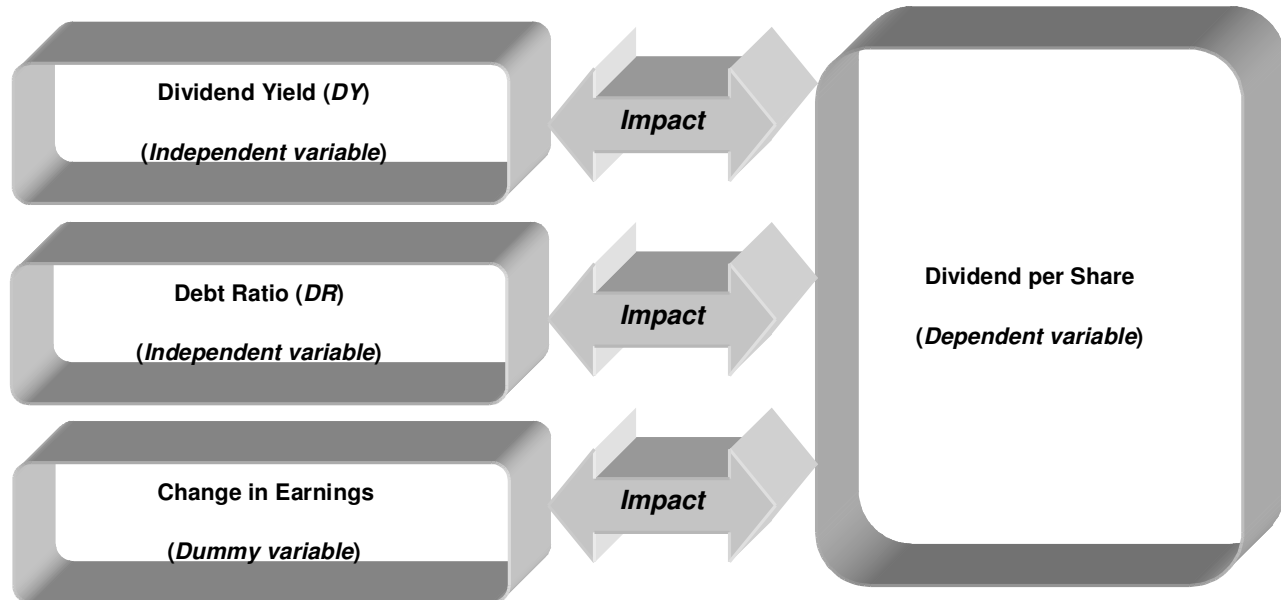 Dividend Yield (DY)
(Independent variable)
Impact
Debt Ratio (DR)
(Independent variable)
Impact
Change in Earnings
(Dummy variable)
Impact
Dividend per Share
(Dependent variable)